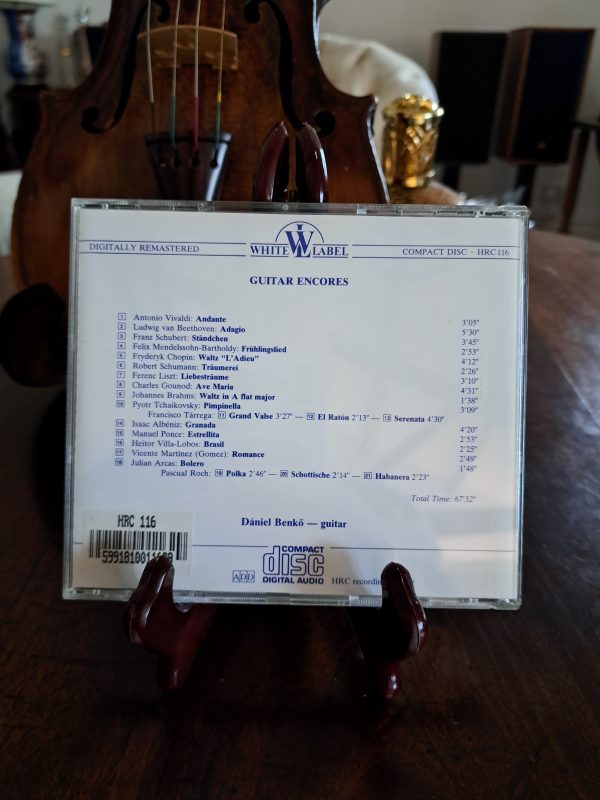 DIGITALLY REMASTERED
WL
WHITE LABEL
COMPACT DISC · HRC 116
GUITAR ENCORES
1 Antonio Vivaldi: Andante 3'05"
2 Ludwig van Beethoven: Adagio 5'30"
3 Franz Schubert: Ständchen 3'45"
4 Felix Mendelssohn-Bartholdy: Frühlingslied 2'53"
5 Fryderyk Chopin: Waltz "L'Adieu" 4'12"
6 Robert Schumann: Träumerei 2'26"
7 Ferenc Liszt: Liebesträume 3'10"
8 Charles Gounod: Ave Maria 4'31"
9 Johannes Brahms: Waltz in A flat major 1'38"
10 Pyotr Tchaikovsky: Pimpinella 3'09"
Francisco Tárrega: 11 Grand Valse 3'27" — 12 El Ratón 2'13" — 13 Serenata 4'30"
14 Isaac Albéniz: Granada 4'20"
15 Manuel Ponce: Estrellita 2'53"
16 Heitor Villa-Lobos: Brasil 2'25"
17 Vicente Martínez (Gomez): Romance 2'49"
18 Julian Arcas: Bolero 1'48"
Pascual Roch: 19 Polka 2'46" — 20 Schottische 2'14" — 21 Habanera 2'23"
Total Time: 67'52"
Dániel Benkő — guitar
HRC 116
COMPACT
disc
DIGITAL AUDIO
ADD
HRC